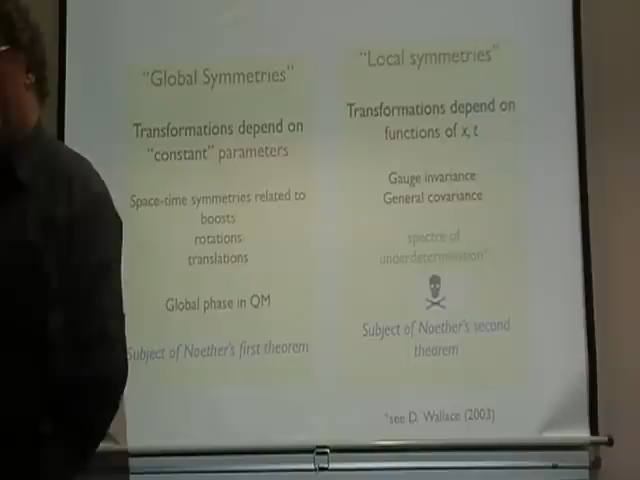 "Global Symmetries"
Transformations depend on
"constant" parameters
Space-time symmetries related to
boosts
rotations
translations
Global phase in QM
Subject of Noether's first theorem
"Local symmetries"
Transformations depend on
functions of x, t
Gauge invariance
General covariance
spectre of
underdetermination*
Subject of Noether's second
theorem
*see D. Wallace (2003)